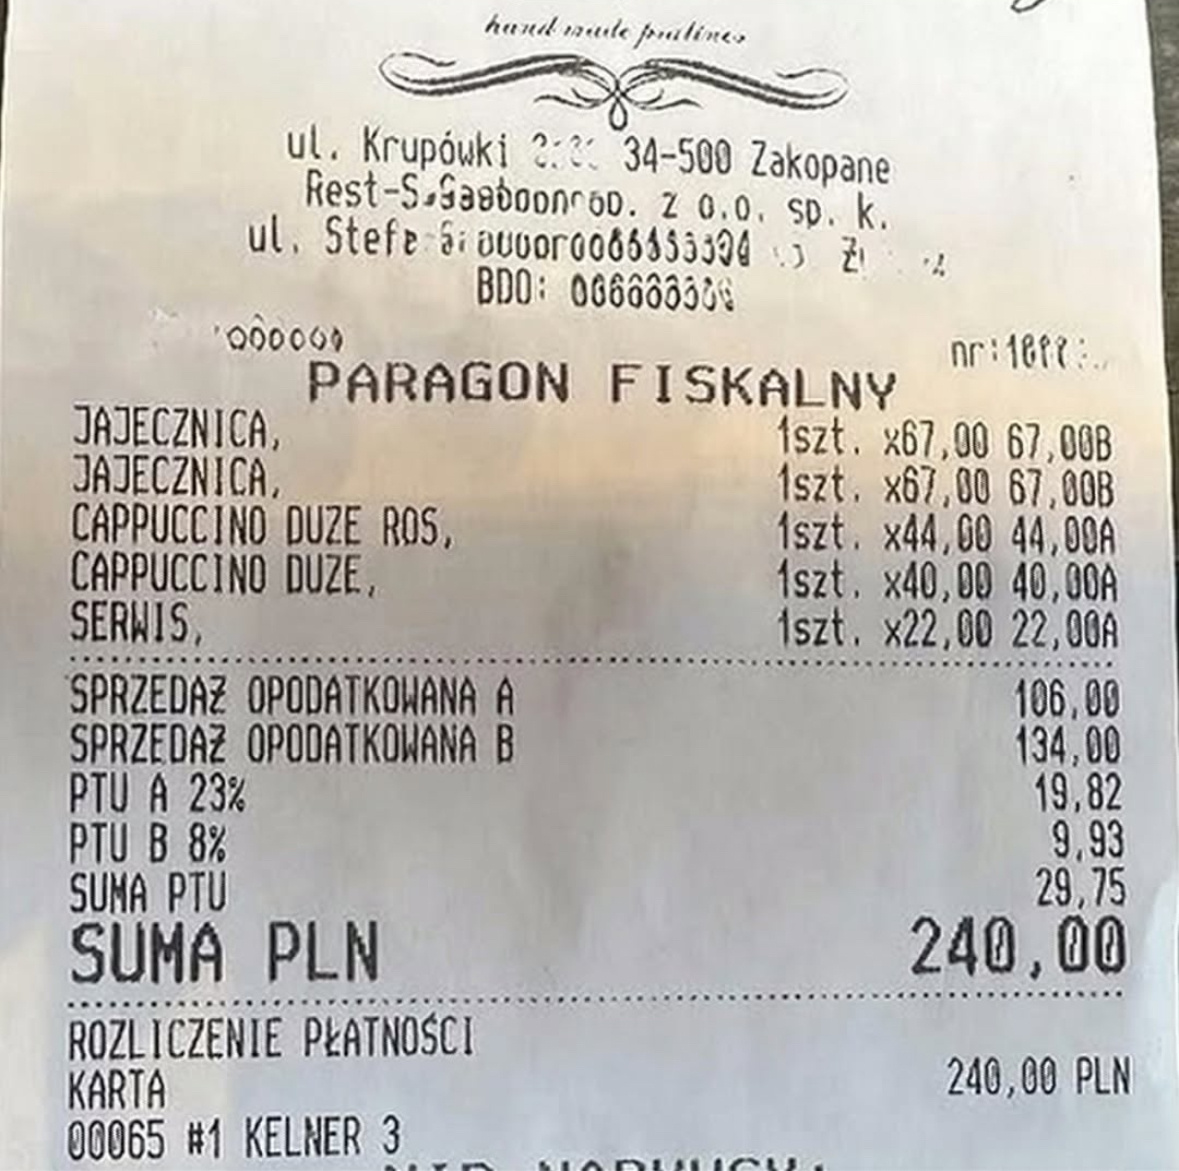 hand made pralines
ul. Krupówki 34-500 Zakopane
Rest-S. z o.o. sp. k.
ul.
BDO:
PARAGON FISKALNY
JAJECZNICA, 1szt. x67,00 67,00B
JAJECZNICA, 1szt. x67,00 67,00B
CAPPUCCINO DUZE ROS, 1szt. x44,00 44,00A
CAPPUCCINO DUZE, 1szt. x40,00 40,00A
SERWIS, 1szt. x22,00 22,00A
SPRZEDAŻ OPODATKOWANA A 106,00
SPRZEDAŻ OPODATKOWANA B 134,00
PTU A 23% 19,82
PTU B 8% 9,93
SUMA PTU 29,75
SUMA PLN 240,00
ROZLICZENIE PŁATNOŚCI
KARTA 240,00 PLN
00065 #1 KELNER 3